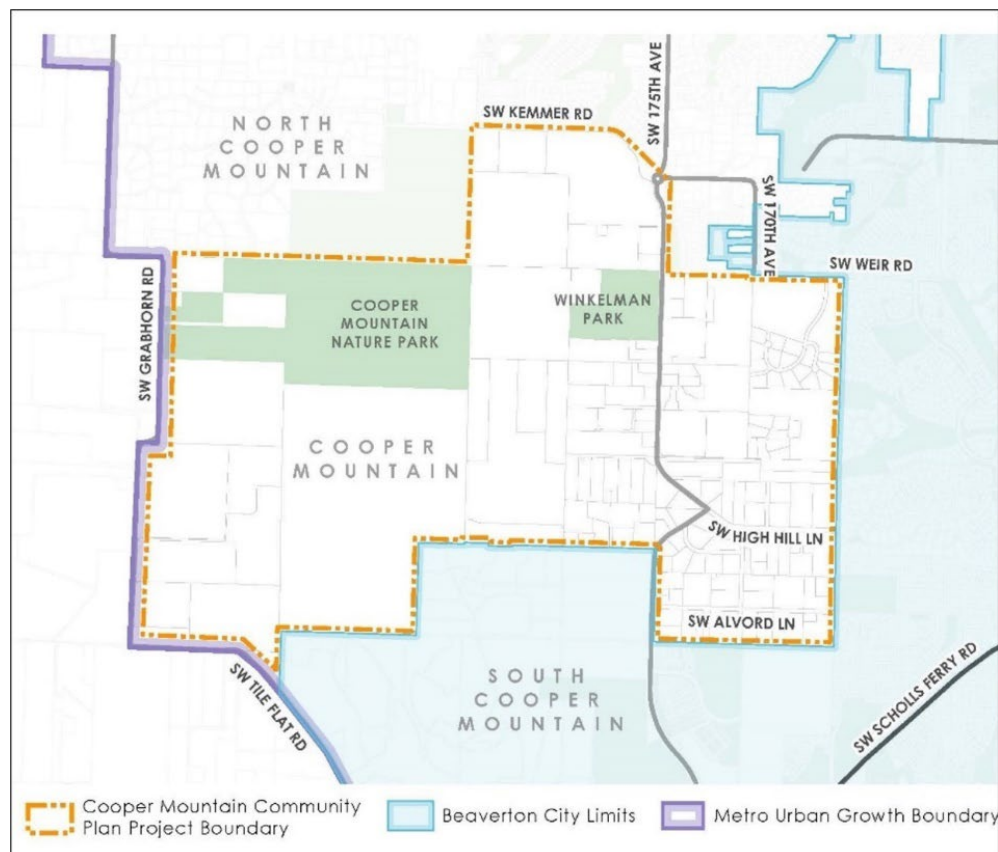 SW KEMMER RD
SW 175TH AVE
NORTH
COOPER
MOUNTAIN
SW 170TH AVE
SW WEIR RD
SW GRABHORN RD
COOPER
MOUNTAIN
NATURE PARK
WINKELMAN
PARK
COOPER
MOUNTAIN
SW HIGH HILL LN
SW ALVORD LN
SW TILE FLAT RD
SOUTH
COOPER
MOUNTAIN
SW SCHOLLS FERRY RD
Cooper Mountain Community
Plan Project Boundary
Beaverton City Limits
Metro Urban Growth Boundary